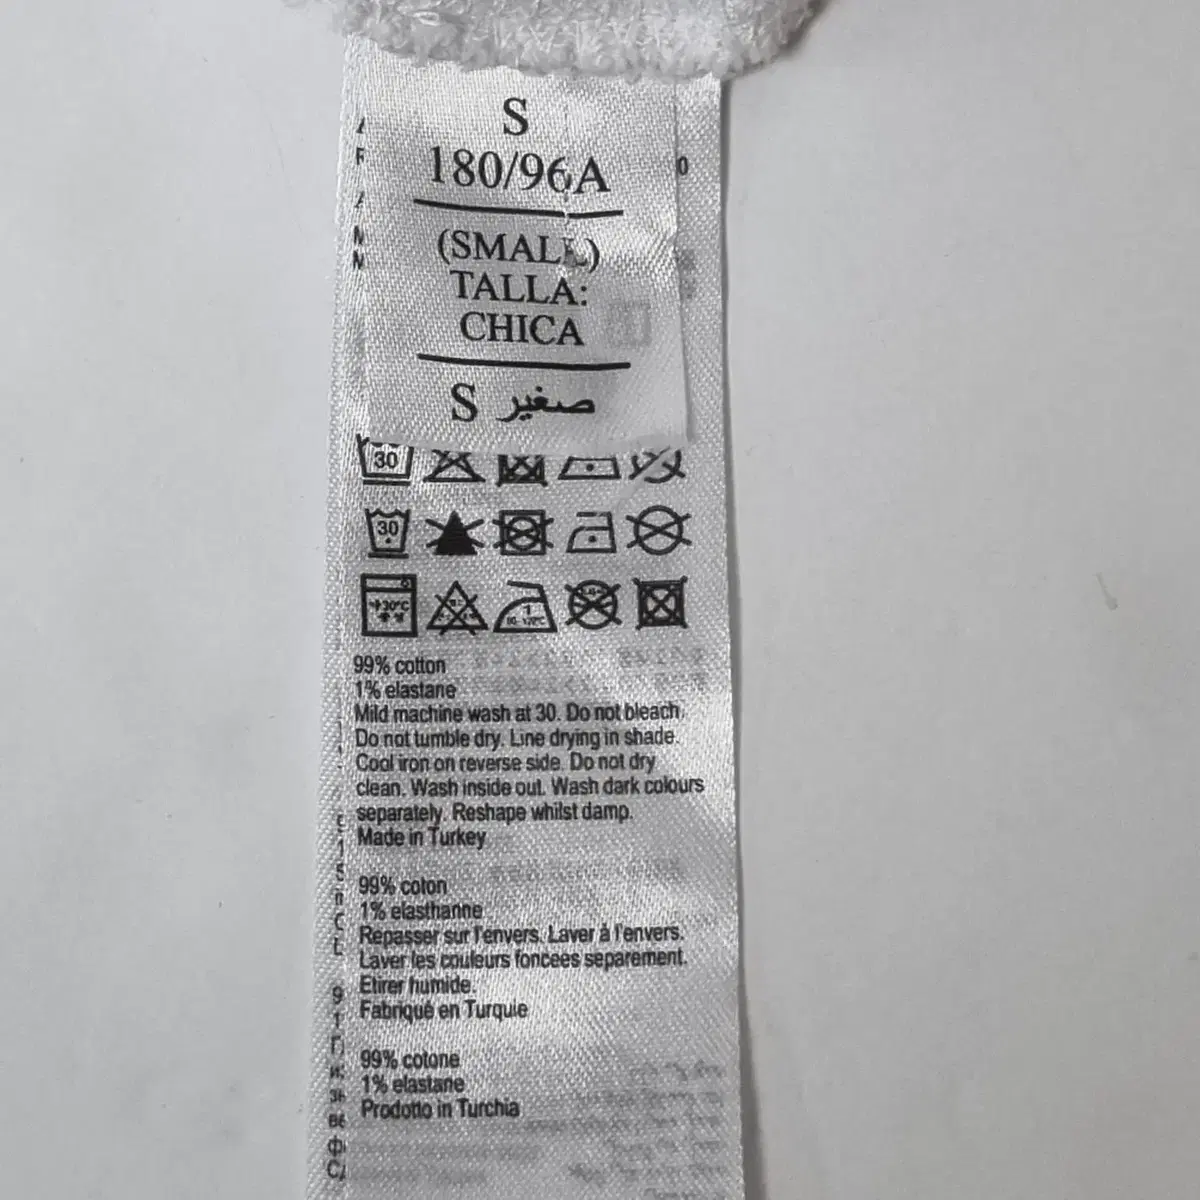 S
180/96A
(SMALL)
TALLA:
CHICA
S صغير
30
30
99% cotton
1% elastane
Mild machine wash at 30. Do not bleach.
Do not tumble dry. Line drying in shade.
Cool iron on reverse side. Do not dry
clean. Wash inside out. Wash dark colours
separately. Reshape whilst damp.
Made in Turkey
99% coton
1% elasthanne
Repasser sur l'envers. Laver à l'envers.
Laver les couleurs foncees separement.
Etirer humide.
Fabriqué en Turquie
99% cotone
1% elastane
Prodotto in Turchia